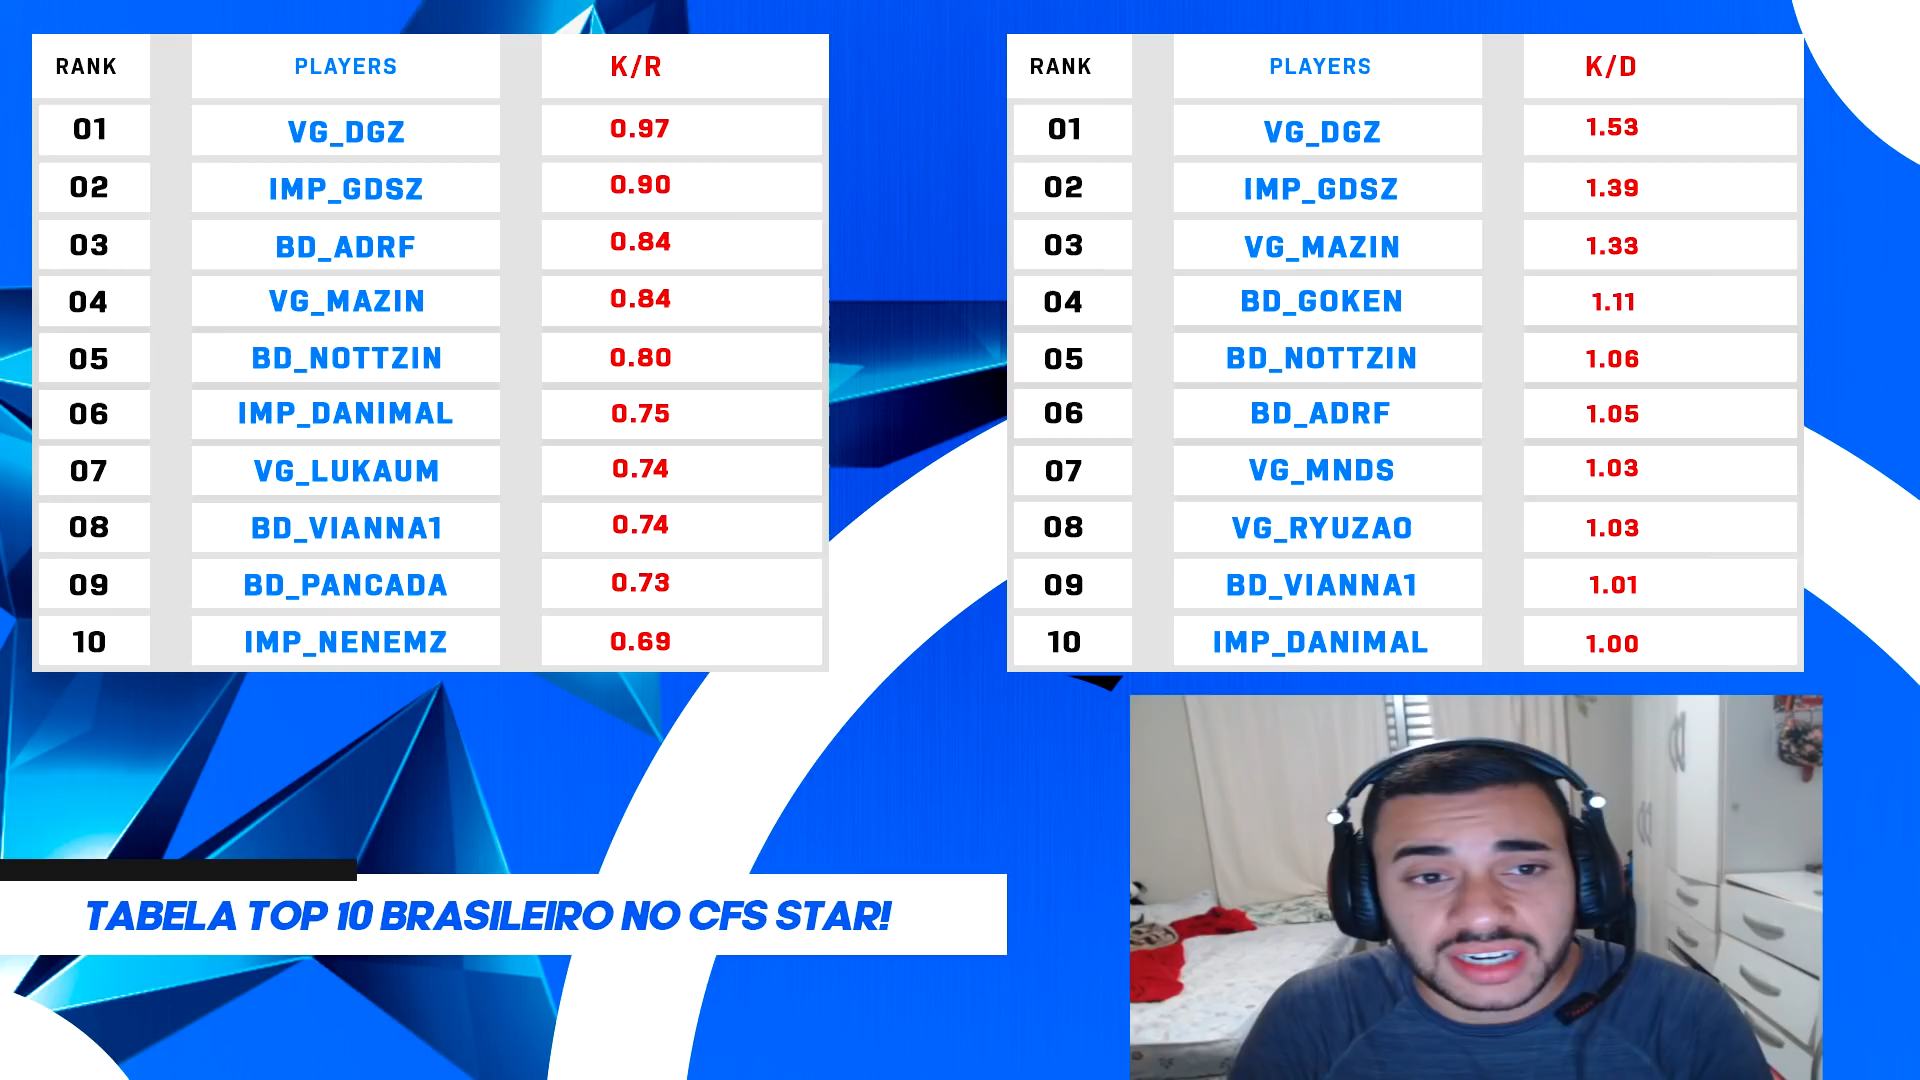 RANK PLAYERS K/R
01 VG_DGZ 0.97
02 IMP_GDSZ 0.90
03 BD_ADRF 0.84
04 VG_MAZIN 0.84
05 BD_NOTTZIN 0.80
06 IMP_DANIMAL 0.75
07 VG_LUKAUM 0.74
08 BD_VIANNA1 0.74
09 BD_PANCADA 0.73
10 IMP_NENEMZ 0.69
RANK PLAYERS K/D
01 VG_DGZ 1.53
02 IMP_GDSZ 1.39
03 VG_MAZIN 1.33
04 BD_GOKEN 1.11
05 BD_NOTTZIN 1.06
06 BD_ADRF 1.05
07 VG_MNDS 1.03
08 VG_RYUZAO 1.03
09 BD_VIANNA1 1.01
10 IMP_DANIMAL 1.00
TABELA TOP 10 BRASILEIRO NO CFS STAR!